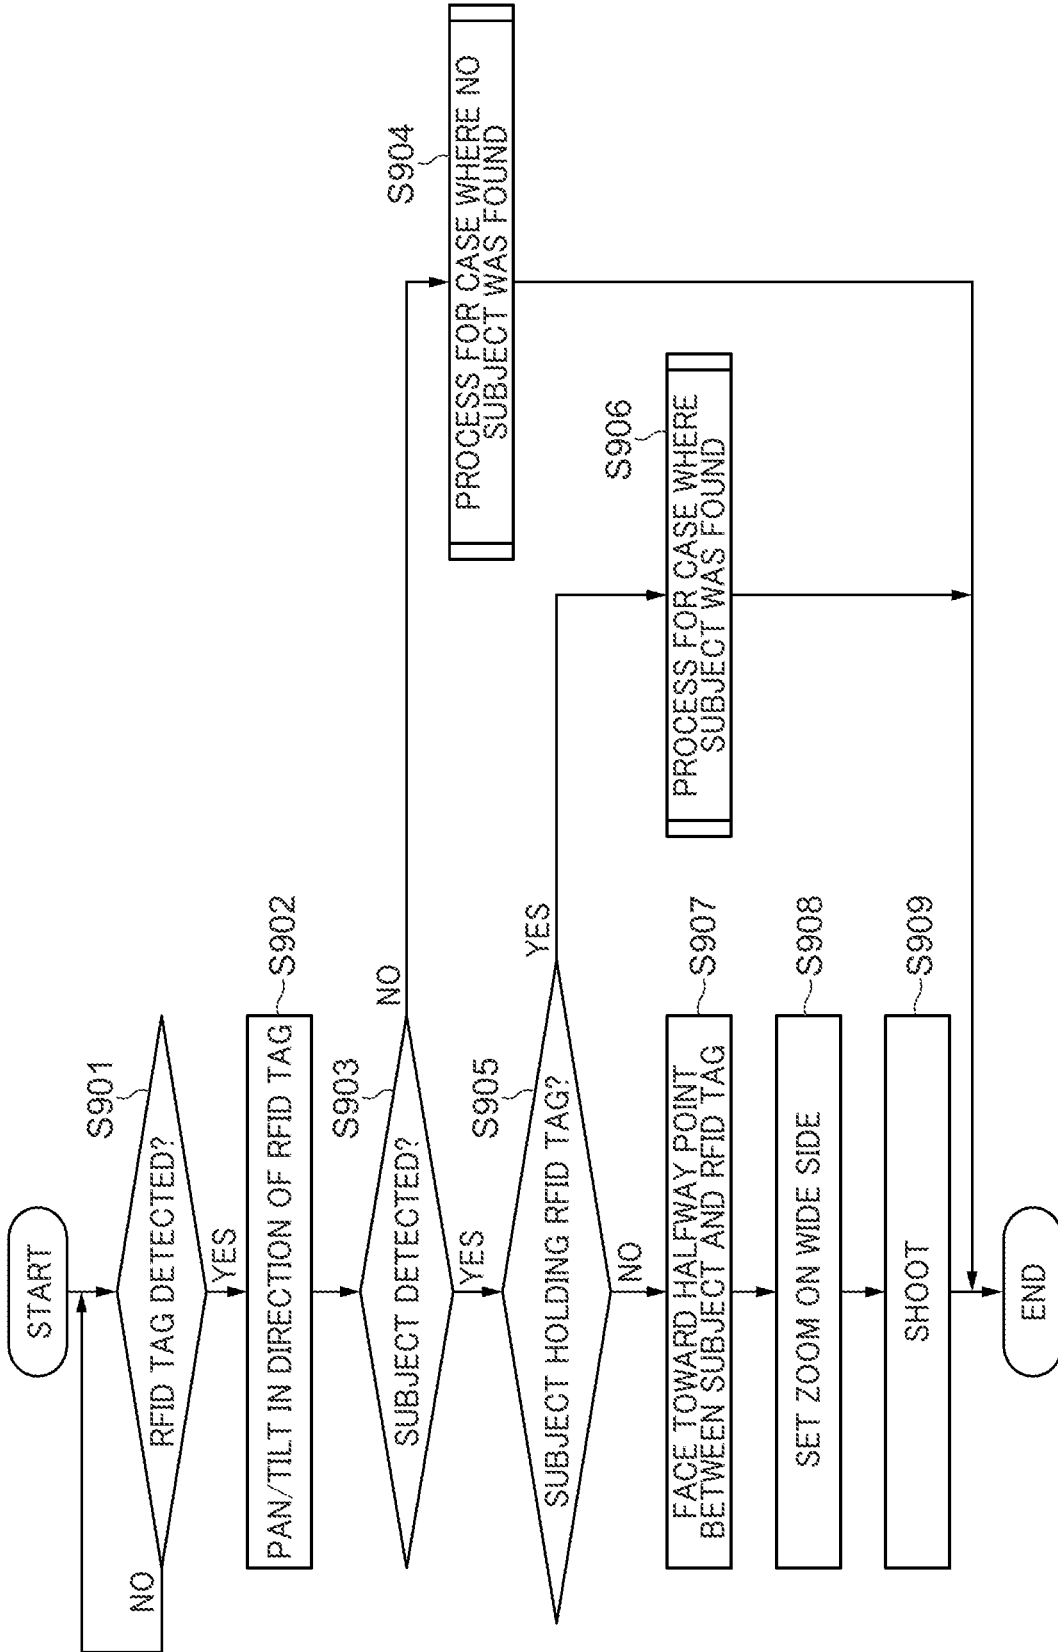 START
S901
RFID TAG DETECTED?
NO
YES
S902
PAN/TILT IN DIRECTION OF RFID TAG
S903
SUBJECT DETECTED?
NO
YES
S904
PROCESS FOR CASE WHERE NO
SUBJECT WAS FOUND
S905
SUBJECT HOLDING RFID TAG?
YES
NO
S906
PROCESS FOR CASE WHERE
SUBJECT WAS FOUND
S907
FACE TOWARD HALFWAY POINT
BETWEEN SUBJECT AND RFID TAG
S908
SET ZOOM ON WIDE SIDE
S909
SHOOT
END